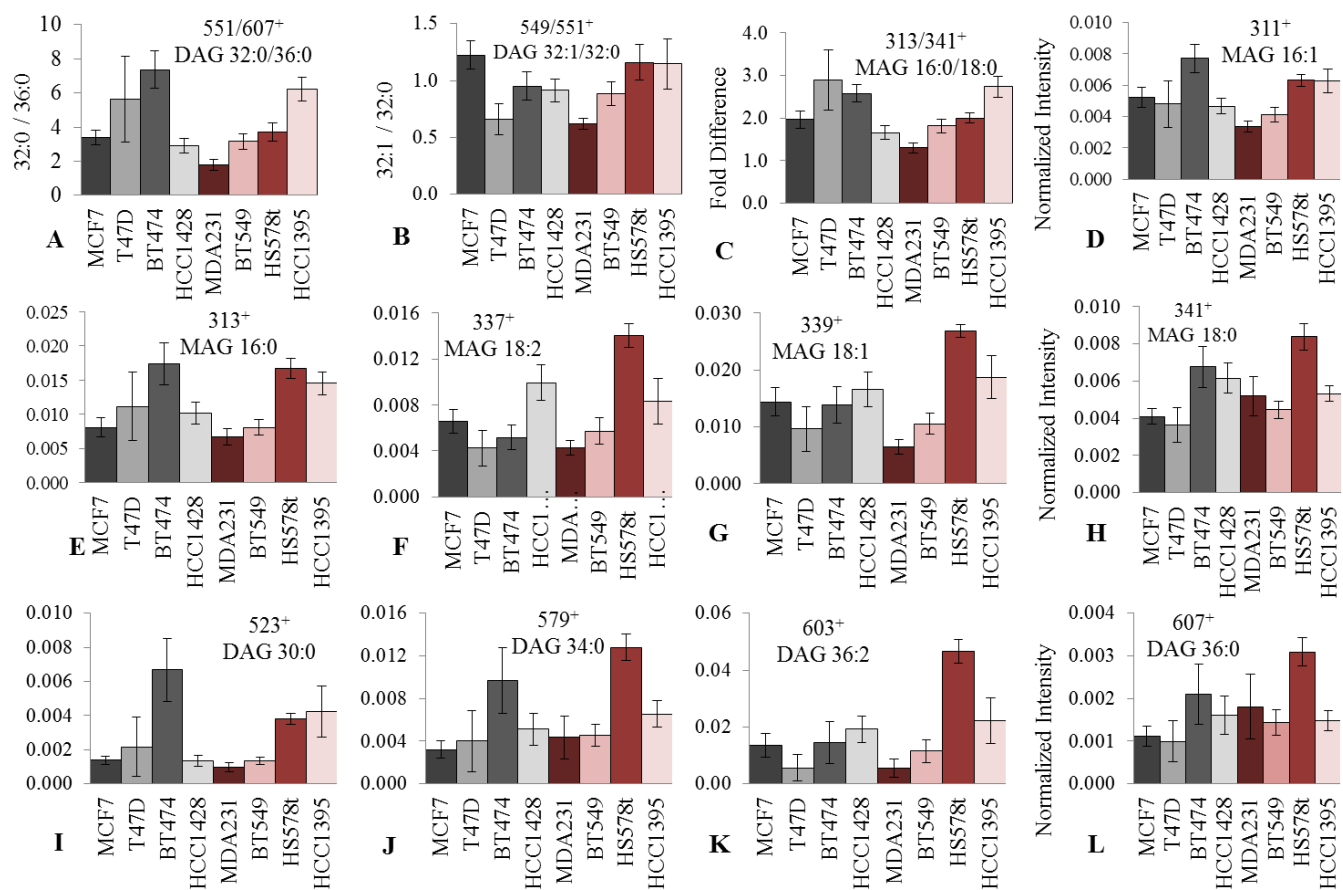 551/607⁺
DAG 32:0/36:0
32:0 / 36:0
10
8
6
4
2
0
MCF7
T47D
BT474
HCC1428
MDA231
BT549
HS578t
HCC1395
A
549/551⁺
DAG 32:1/32:0
32:1 / 32:0
1.5
1.0
0.5
0.0
MCF7
T47D
BT474
HCC1428
MDA231
BT549
HS578t
HCC1395
B
313/341⁺
MAG 16:0/18:0
Fold Difference
4.0
3.0
2.0
1.0
0.0
MCF7
T47D
BT474
HCC1428
MDA231
BT549
HS578t
HCC1395
C
311⁺
MAG 16:1
Normalized Intensity
0.010
0.008
0.006
0.004
0.002
0.000
MCF7
T47D
BT474
HCC1428
MDA231
BT549
HS578t
HCC1395
D
313⁺
MAG 16:0
0.025
0.020
0.015
0.010
0.005
0.000
MCF7
T47D
BT474
HCC1428
MDA231
BT549
HS578t
HCC1395
E
337⁺
MAG 18:2
0.016
0.012
0.008
0.004
0.000
MCF7
T47D
BT474
HCC1…
MDA…
BT549
HS578t
HCC1…
F
339⁺
MAG 18:1
0.030
0.020
0.010
0.000
MCF7
T47D
BT474
HCC1428
MDA231
BT549
HS578t
HCC1395
G
341⁺
MAG 18:0
Normalized Intensity
0.010
0.008
0.006
0.004
0.002
0.000
MCF7
T47D
BT474
HCC1428
MDA231
BT549
HS578t
HCC1395
H
523⁺
DAG 30:0
0.010
0.008
0.006
0.004
0.002
0.000
MCF7
T47D
BT474
HCC1428
MDA231
BT549
HS578t
HCC1395
I
579⁺
DAG 34:0
0.016
0.012
0.008
0.004
0.000
MCF7
T47D
BT474
HCC1428
MDA231
BT549
HS578t
HCC1395
J
603⁺
DAG 36:2
0.06
0.04
0.02
0.00
MCF7
T47D
BT474
HCC1428
MDA231
BT549
HS578t
HCC1395
K
607⁺
DAG 36:0
Normalized Intensity
0.004
0.003
0.002
0.001
0.000
MCF7
T47D
BT474
HCC1428
MDA231
BT549
HS578t
HCC1395
L